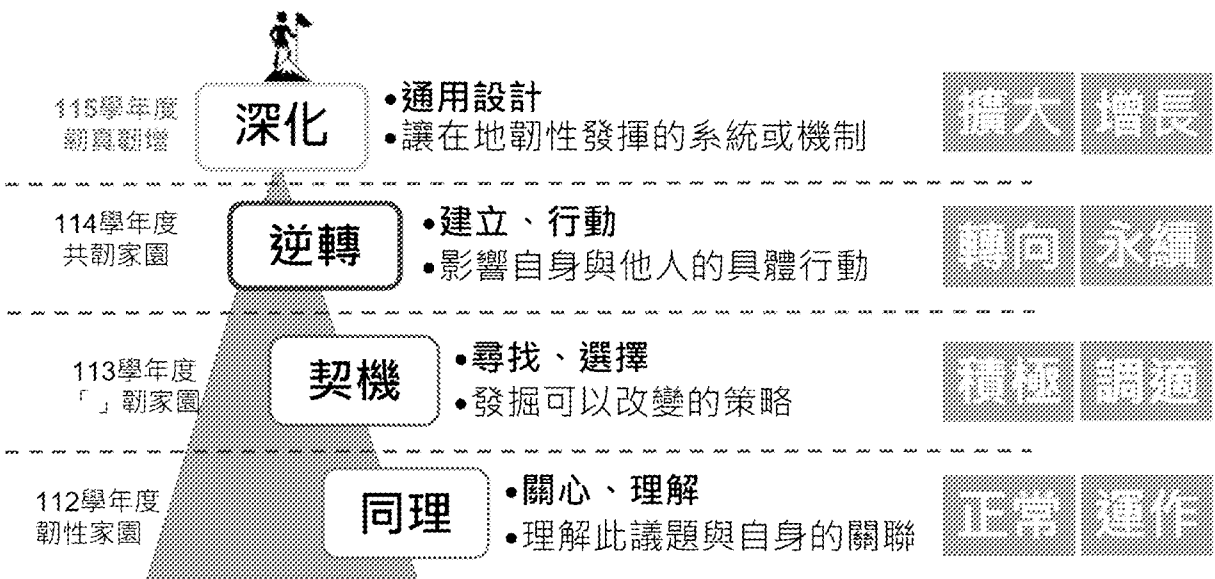 115學年度
韌真韌增
深化
•通用設計
•讓在地韌性發揮的系統或機制
擴大 增長
114學年度
共韌家園
逆轉
•建立、行動
•影響自身與他人的具體行動
轉向 永續
113學年度
「」韌家園
契機
•尋找、選擇
•發掘可以改變的策略
積極 調適
112學年度
韌性家園
同理
•關心、理解
•理解此議題與自身的關聯
正常 運作